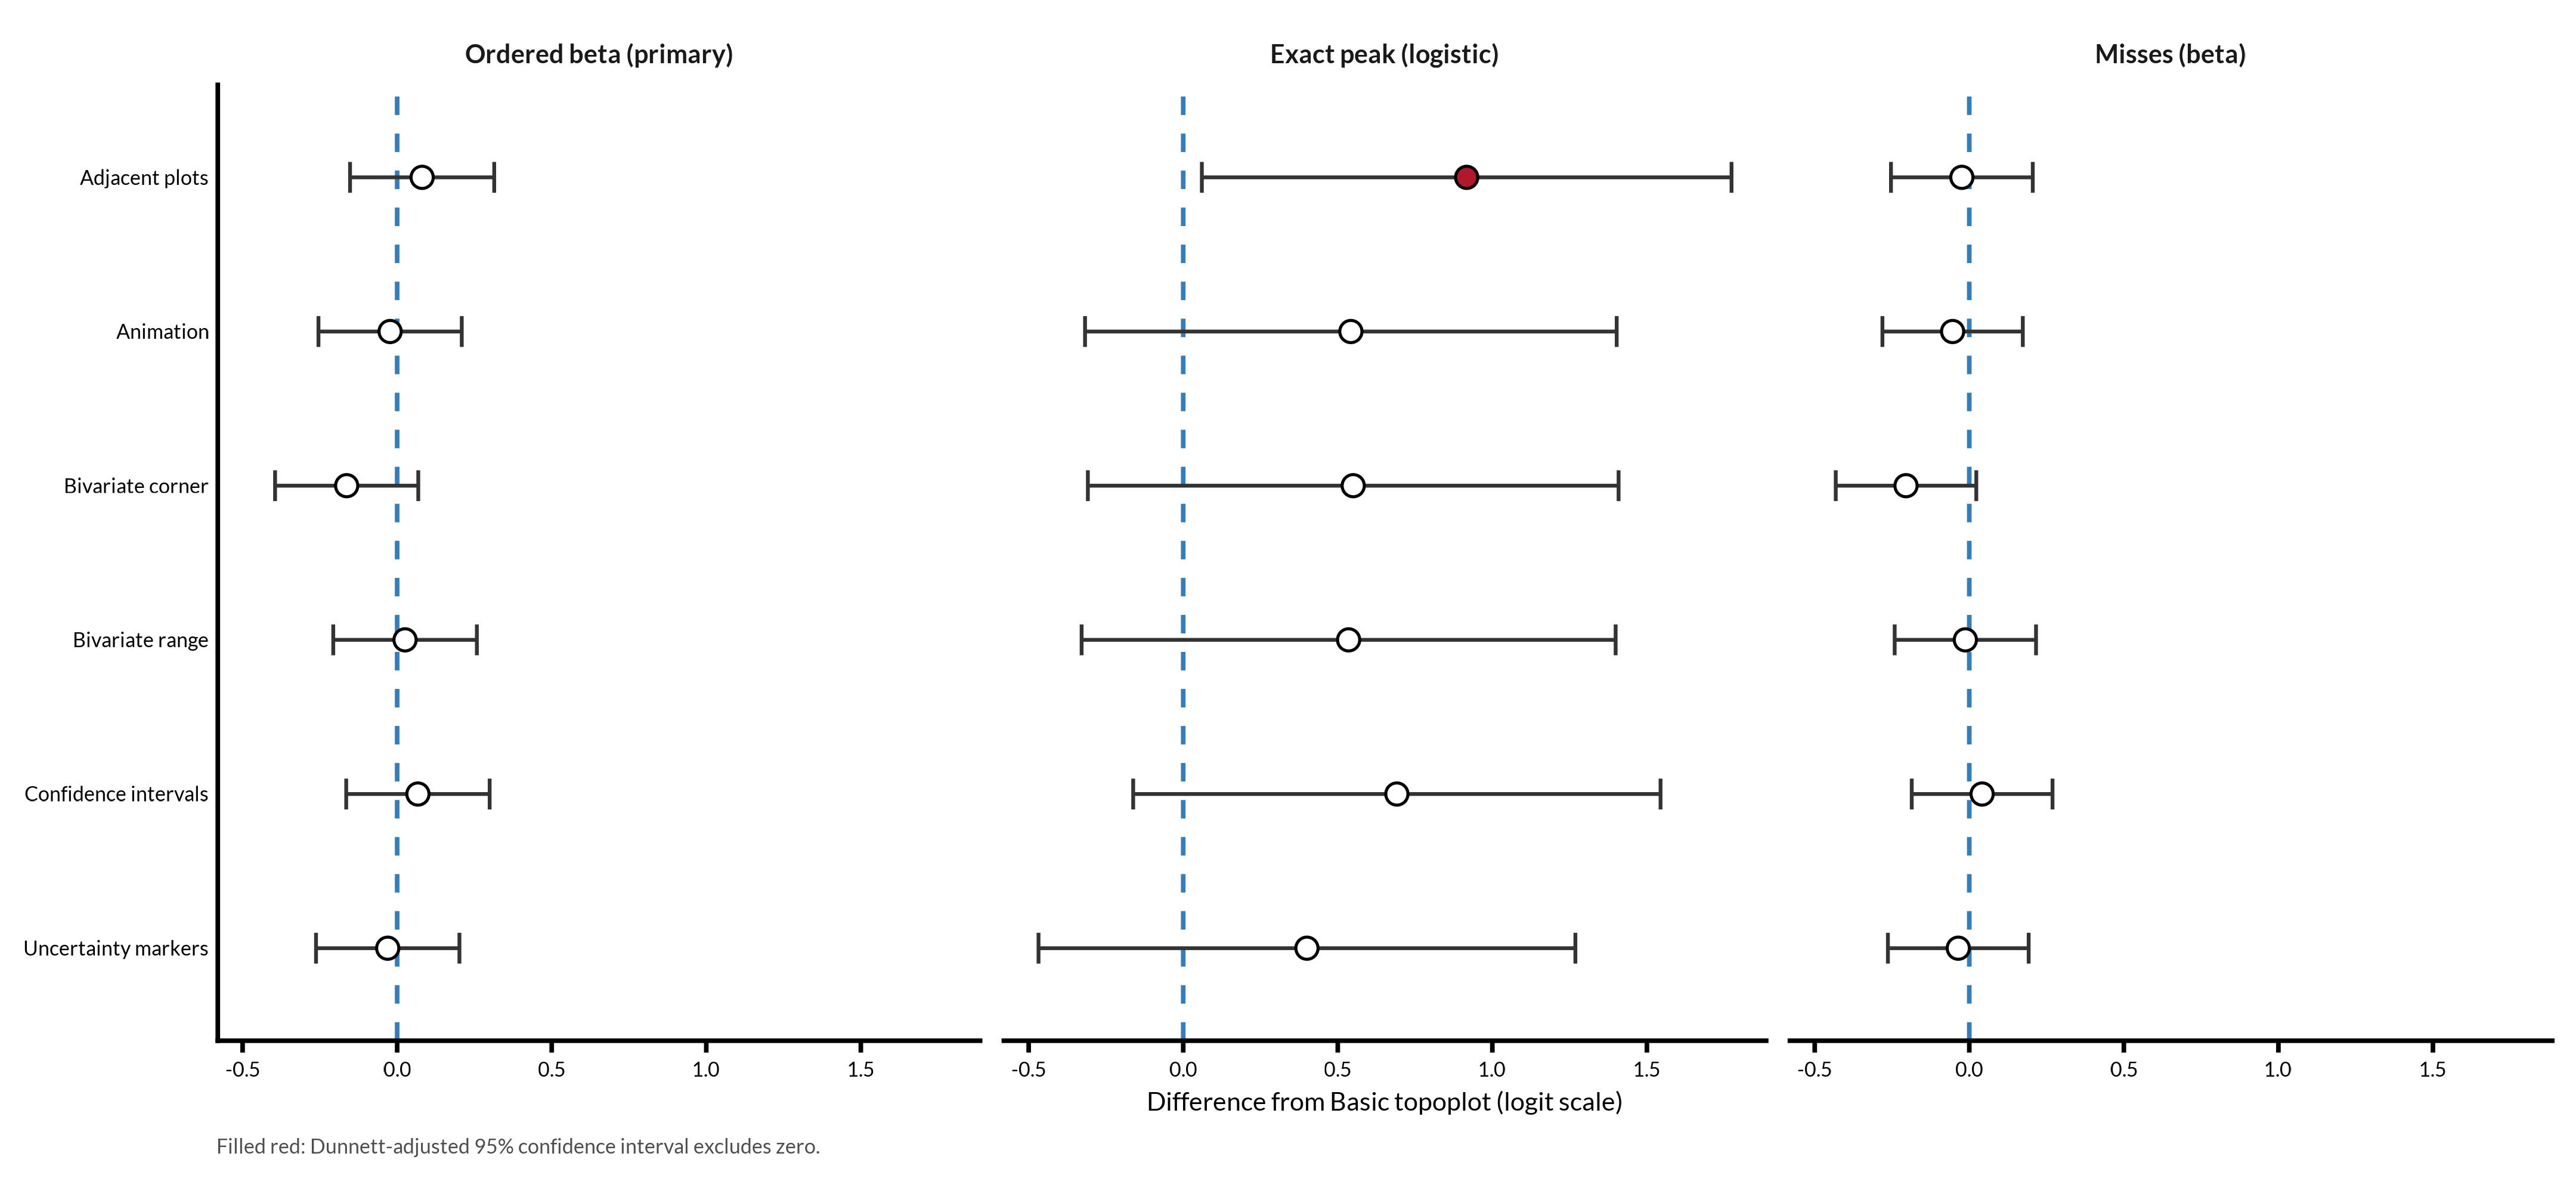 Ordered beta (primary)
Exact peak (logistic)
Misses (beta)
Adjacent plots
Animation
Bivariate corner
Bivariate range
Confidence intervals
Uncertainty markers
-0.5 0.0 0.5 1.0 1.5
-0.5 0.0 0.5 1.0 1.5
-0.5 0.0 0.5 1.0 1.5
Difference from Basic topoplot (logit scale)
Filled red: Dunnett-adjusted 95% confidence interval excludes zero.